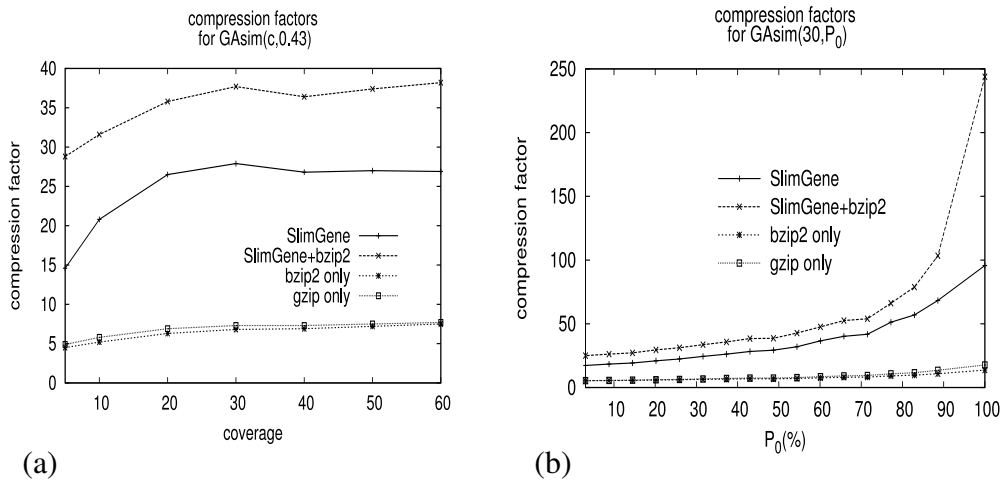 compression factors
for GAsim(c,0.43)
40
35
30
25
20
15
10
5
0
compression factor
SlimGene
SlimGene+bzip2
bzip2 only
gzip only
10 20 30 40 50 60
coverage
(a)
compression factors
for GAsim(30,P0)
250
200
150
100
50
0
compression factor
SlimGene
SlimGene+bzip2
bzip2 only
gzip only
10 20 30 40 50 60 70 80 90 100
P0(%)
(b)